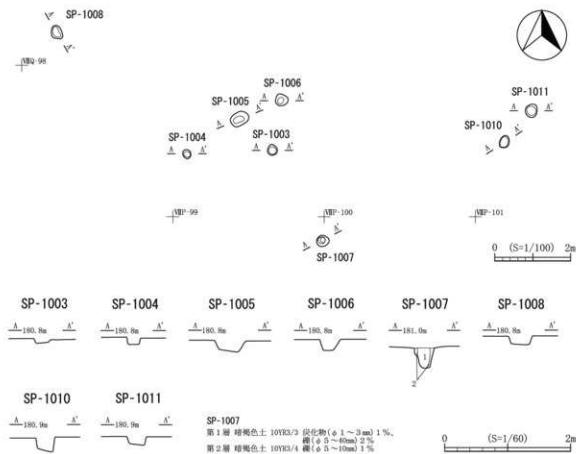 SP-1008
A A'
ⅧQ-98
SP-1006
A A'
SP-1005
A A'
SP-1004
A A'
SP-1003
A A'
SP-1011
A A'
SP-1010
A A'
ⅧP-99
ⅧP-100
ⅧP-101
A A'
SP-1007
0 (S=1/100) 2m
SP-1003
A 180.8m A'
SP-1004
A 180.8m A'
SP-1005
A 180.8m A'
SP-1006
A 180.8m A'
SP-1007
A 181.0m A'
1
2
SP-1008
A 180.8m A'
SP-1010
A 180.9m A'
SP-1011
A 180.9m A'
SP-1007
第1層 暗褐色土 10YR3/3 炭化物(φ1～3mm)1%、
礫(φ5～40mm)2%
第2層 暗褐色土 10YR3/4 礫(φ5～10mm)1%
0 (S=1/60) 2m